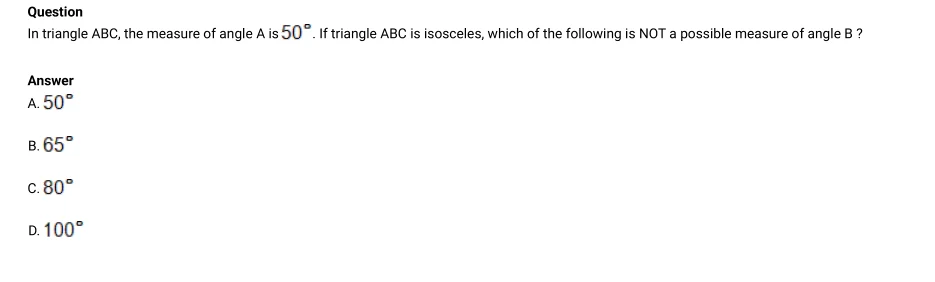 Question
In triangle ABC, the measure of angle A is 50°. If triangle ABC is isosceles, which of the following is NOT a possible measure of angle B ?
Answer
A. 50°
B. 65°
C. 80°
D. 100°